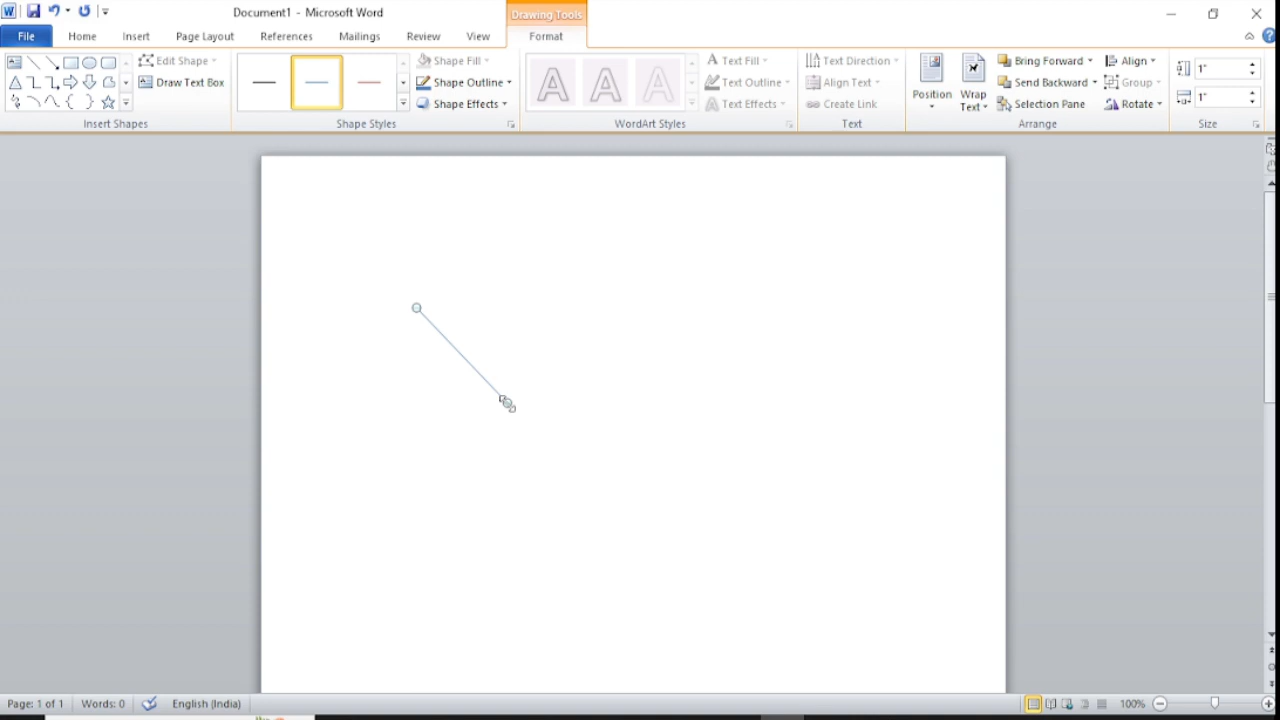 Document1 - Microsoft Word
Drawing Tools
File Home Insert Page Layout References Mailings Review View Format
Edit Shape
Draw Text Box
Insert Shapes
Shape Fill
Shape Outline
Shape Effects
Shape Styles
A A A
Text Fill
Text Outline
Text Effects
WordArt Styles
Text Direction
Align Text
Create Link
Text
Position
Wrap
Text
Bring Forward
Send Backward
Selection Pane
Align
Group
Rotate
Arrange
1"
1"
Size
Page: 1 of 1 Words: 0 English (India) 100%